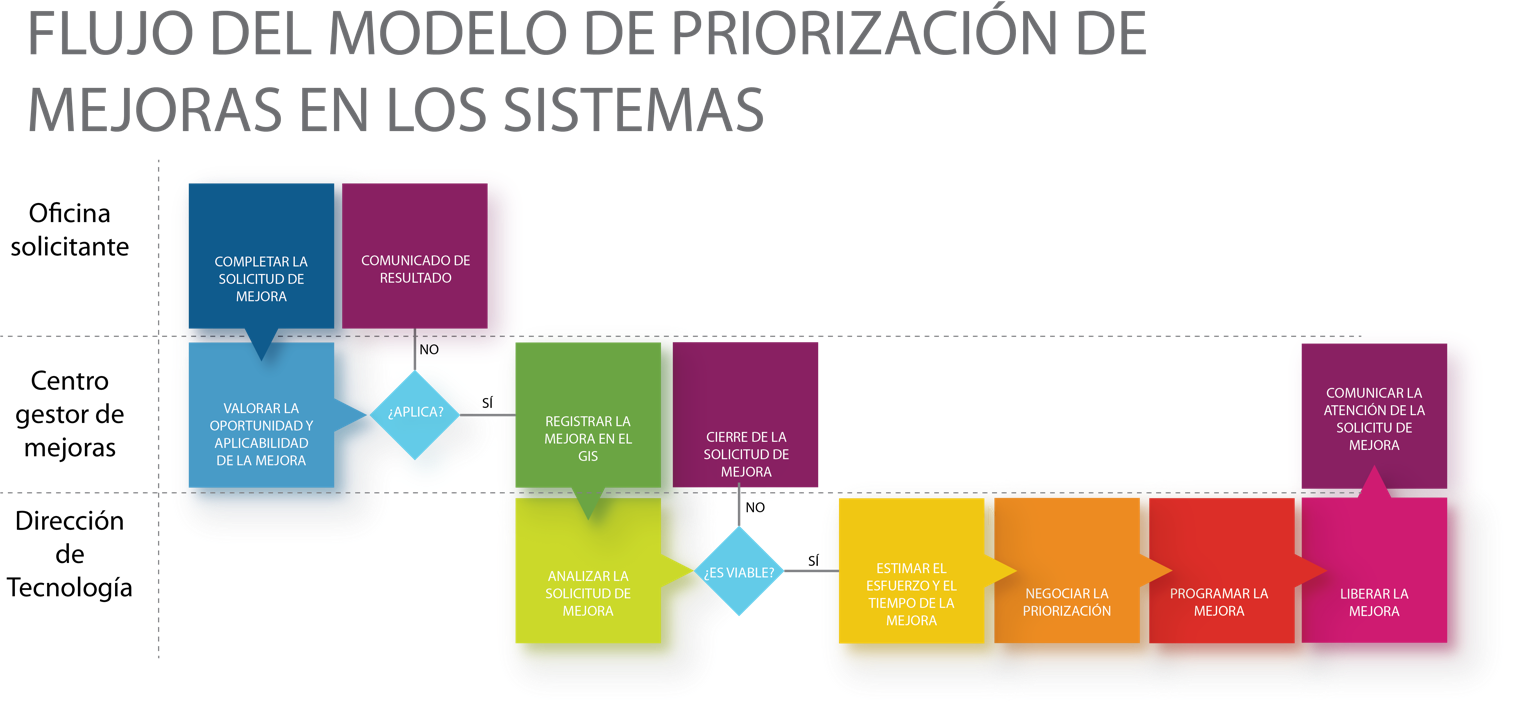 FLUJO DEL MODELO DE PRIORIZACIÓN DE
MEJORAS EN LOS SISTEMAS
Oficina
solicitante
COMPLETAR LA
SOLICITUD DE
MEJORA
COMUNICADO DE
RESULTADO
Centro
gestor de
mejoras
VALORAR LA
OPORTUNIDAD Y
APLICABILIDAD
DE LA MEJORA
NO
¿APLICA?
SÍ
REGISTRAR LA
MEJORA EN EL
GIS
CIERRE DE LA
SOLICITUD DE
MEJORA
COMUNICAR LA
ATENCIÓN DE LA
SOLICITU DE
MEJORA
Dirección
de
Tecnología
ANALIZAR LA
SOLICITUD DE
MEJORA
NO
¿ES VIABLE?
SÍ
ESTIMAR EL
ESFUERZO Y EL
TIEMPO DE LA
MEJORA
NEGOCIAR LA
PRIORIZACIÓN
PROGRAMAR LA
MEJORA
LIBERAR LA
MEJORA